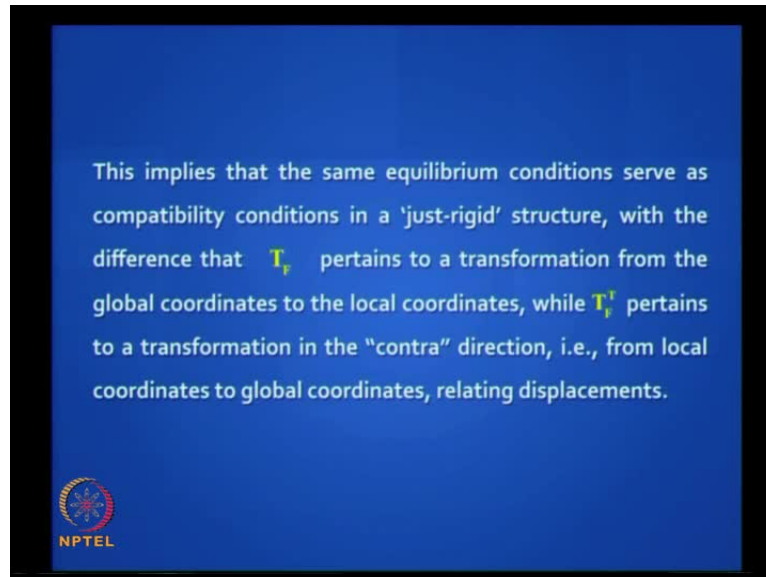 This implies that the same equilibrium conditions serve as
compatibility conditions in a 'just-rigid' structure, with the
difference that T_F pertains to a transformation from the
global coordinates to the local coordinates, while T_F^T pertains
to a transformation in the "contra" direction, i.e., from local
coordinates to global coordinates, relating displacements.
NPTEL